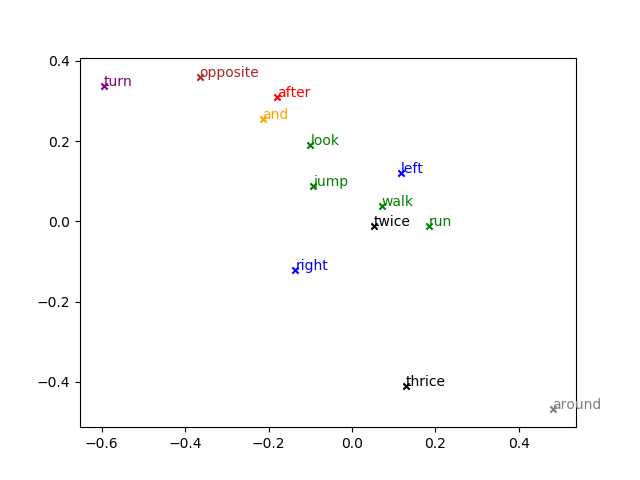 0.4
turn
opposite
after
and
0.2
look
left
jump
walk
0.0
twice
run
right
−0.2
−0.4
thrice
around
−0.6
−0.4
−0.2
0.0
0.2
0.4